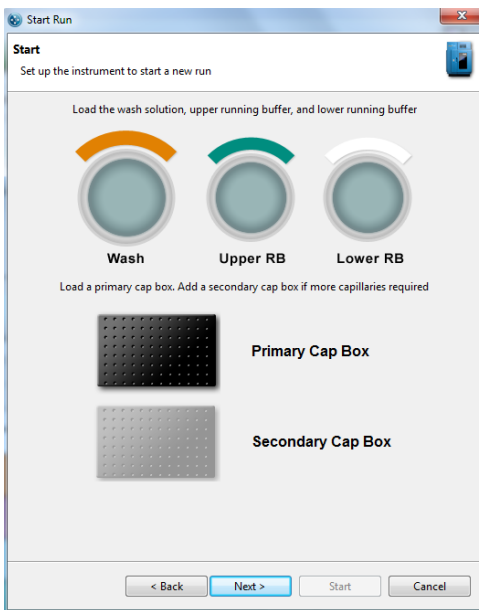 Start Run
Start
Set up the instrument to start a new run
Load the wash solution, upper running buffer, and lower running buffer
Wash Upper RB Lower RB
Load a primary cap box. Add a secondary cap box if more capillaries required
Primary Cap Box
Secondary Cap Box
< Back Next > Start Cancel